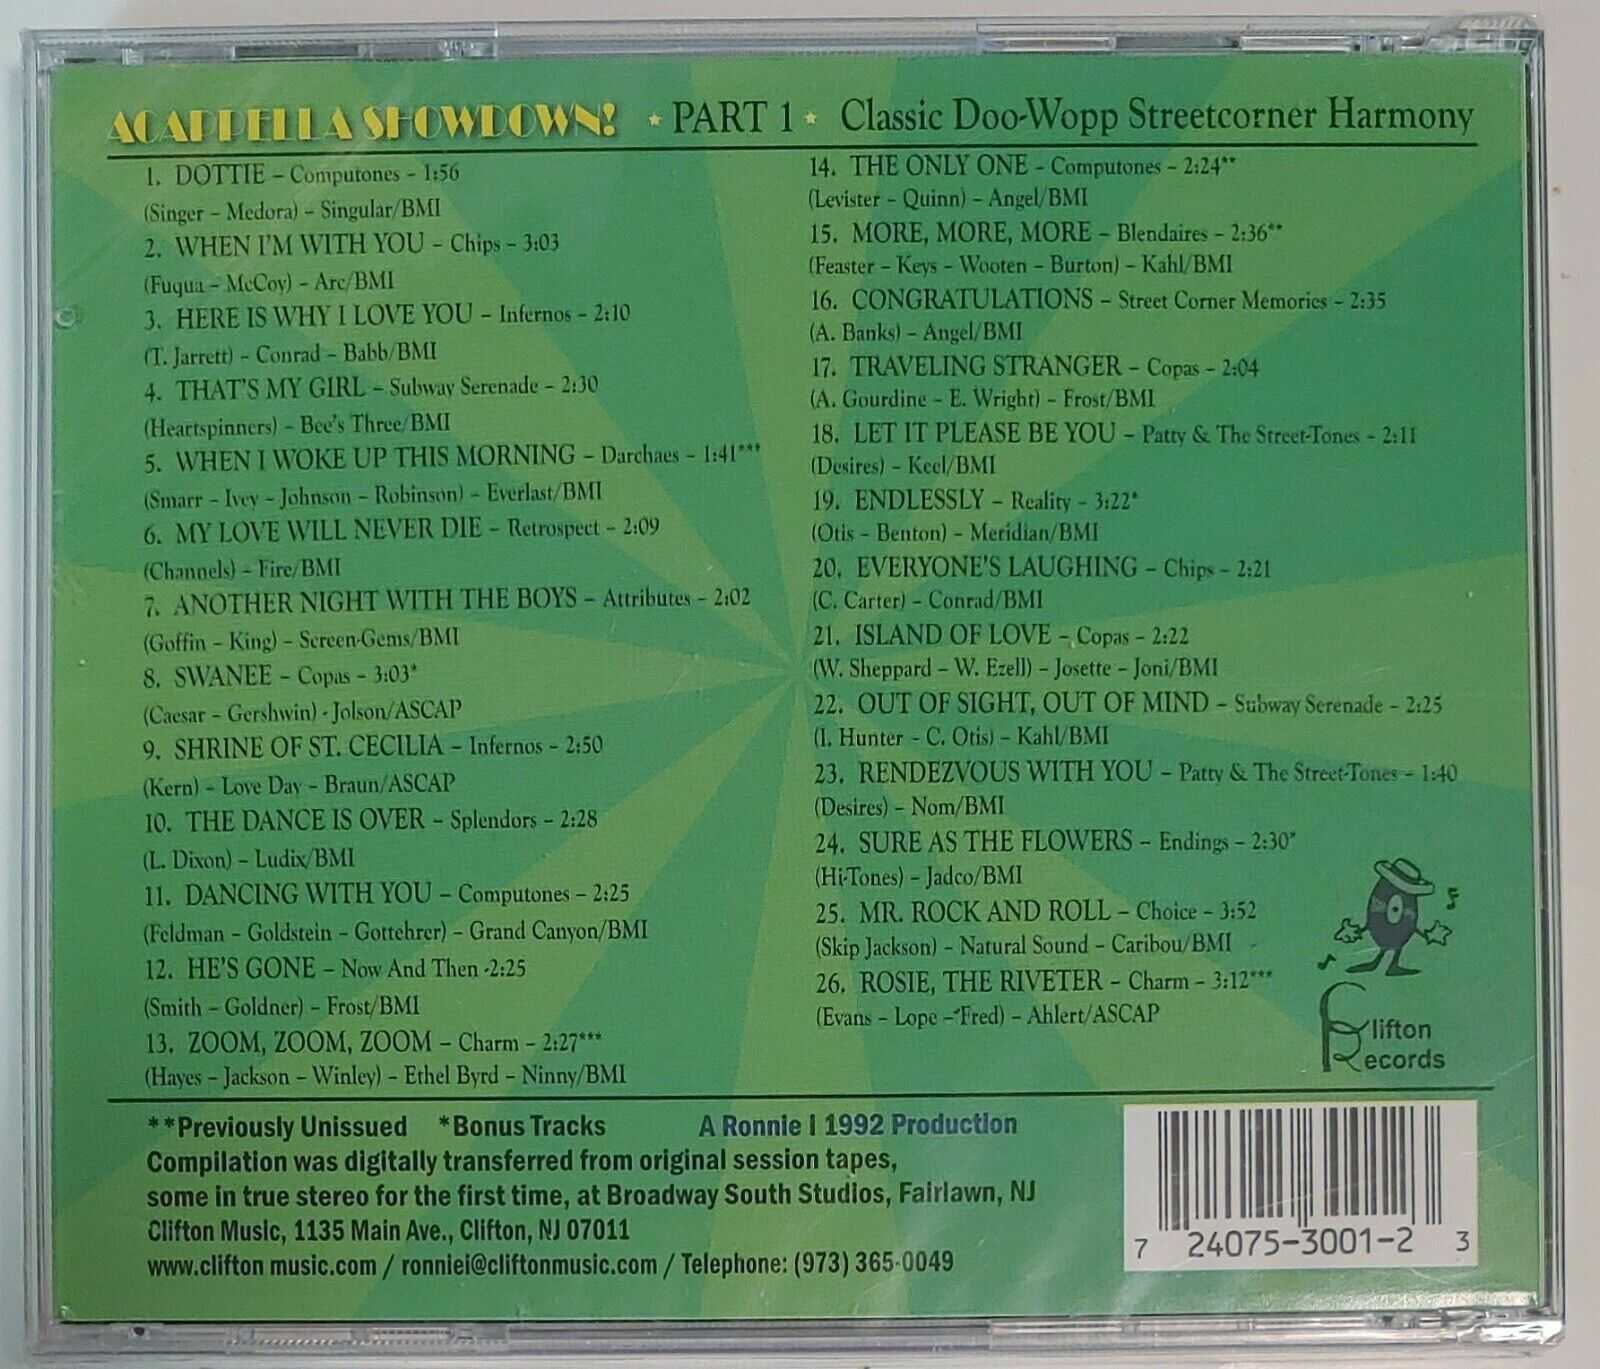 ACAPPELLA SHOWDOWN! * PART 1 * Classic Doo-Wopp Streetcorner Harmony
1. DOTTIE – Computones – 1:56
(Singer – Medora) – Singular/BMI
2. WHEN I'M WITH YOU – Chips – 3:03
(Fuqua – McCoy) – Arc/BMI
3. HERE IS WHY I LOVE YOU – Infernos – 2:10
(T. Jarrett) – Conrad – Babb/BMI
4. THAT'S MY GIRL – Subway Serenade – 2:30
(Heartspinners) – Bee's Three/BMI
5. WHEN I WOKE UP THIS MORNING – Darchaes – 1:41***
(Smarr – Ivey – Johnson – Robinson) – Everlast/BMI
6. MY LOVE WILL NEVER DIE – Retrospect – 2:09
(Channels) – Fire/BMI
7. ANOTHER NIGHT WITH THE BOYS – Attributes – 2:02
(Goffin – King) – Screen-Gems/BMI
8. SWANEE – Copas – 3:03*
(Caesar – Gershwin) - Jolson/ASCAP
9. SHRINE OF ST. CECILIA – Infernos – 2:50
(Kern) – Love Day – Braun/ASCAP
10. THE DANCE IS OVER – Splendors – 2:28
(L. Dixon) – Ludix/BMI
11. DANCING WITH YOU – Computones – 2:25
(Feldman – Goldstein – Gottehrer) – Grand Canyon/BMI
12. HE'S GONE – Now And Then -2:25
(Smith – Goldner) – Frost/BMI
13. ZOOM, ZOOM, ZOOM – Charm – 2:27***
(Hayes – Jackson – Winley) – Ethel Byrd – Ninny/BMI
14. THE ONLY ONE – Computones – 2:24**
(Levister – Quinn) – Angel/BMI
15. MORE, MORE, MORE – Blendaires – 2:36**
(Feaster – Keys – Wooten – Burton) – Kahl/BMI
16. CONGRATULATIONS – Street Corner Memories – 2:35
(A. Banks) – Angel/BMI
17. TRAVELING STRANGER – Copas – 2:04
(A. Gourdine – E. Wright) – Frost/BMI
18. LET IT PLEASE BE YOU – Patty & The Street-Tones – 2:11
(Desires) – Keel/BMI
19. ENDLESSLY – Reality – 3:22*
(Otis – Benton) – Meridian/BMI
20. EVERYONE'S LAUGHING – Chips – 2:21
(C. Carter) – Conrad/BMI
21. ISLAND OF LOVE – Copas – 2:22
(W. Sheppard – W. Ezell) – Josette – Joni/BMI
22. OUT OF SIGHT, OUT OF MIND – Subway Serenade – 2:25
(I. Hunter – C. Otis) – Kahl/BMI
23. RENDEZVOUS WITH YOU – Patty & The Street-Tones – 1:40
(Desires) – Nom/BMI
24. SURE AS THE FLOWERS – Endings – 2:30*
(Hi-Tones) – Jadco/BMI
25. MR. ROCK AND ROLL – Choice – 3:52
(Skip Jackson) – Natural Sound – Caribou/BMI
26. ROSIE, THE RIVETER – Charm – 3:12***
(Evans – Lope – Fred) – Ahlert/ASCAP
Clifton
Records
**Previously Unissued *Bonus Tracks A Ronnie I 1992 Production
Compilation was digitally transferred from original session tapes,
some in true stereo for the first time, at Broadway South Studios, Fairlawn, NJ
Clifton Music, 1135 Main Ave., Clifton, NJ 07011
www.clifton music.com / ronniei@cliftonmusic.com / Telephone: (973) 365-0049
7 24075-3001-2 3